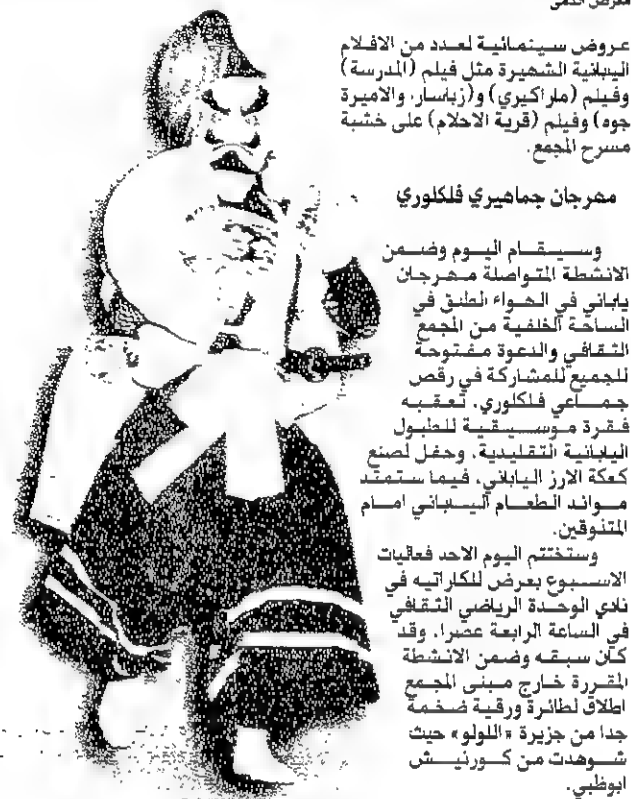 معرض الدمى
عروض سينمائية لعدد من الافلام
اليابانية الشهيرة مثل فيلم (المدرسة)
وفيلم (ماراكيري) و(زباسار، والاميرة
جوه) وفيلم (قرية الاحلام) على خشبة
مسرح المجمع.
مهرجان جماهيري فلكلوري
وسيقام اليوم وضمن
الانشطة المتواصلة مهرجان
ياباني في الهواء الطلق في
الساحة الخلفية من المجمع
الثقافي والدعوة مفتوحة
للجميع للمشاركة في رقص
جماعي فلكلوري، تعقبه
فقرة موسيقية للطبول
اليابانية التقليدية، وحفل لصنع
كعكة الارز الياباني، فيما ستمتد
موائد الطعام اليباباني امام
المتذوقين.
وستختتم اليوم الاحد فعاليات
الاسبوع بعرض للكاراتيه في
نادي الوحدة الرياضي الثقافي
في الساعة الرابعة عصرا، وقد
كان سبقه وضمن الانشطة
المقررة خارج مبنى المجمع
اطلاق لطائرة ورقية ضخمة
جدا من جزيرة «اللولو» حيث
شوهدت من كورنيش
ابوظبي.